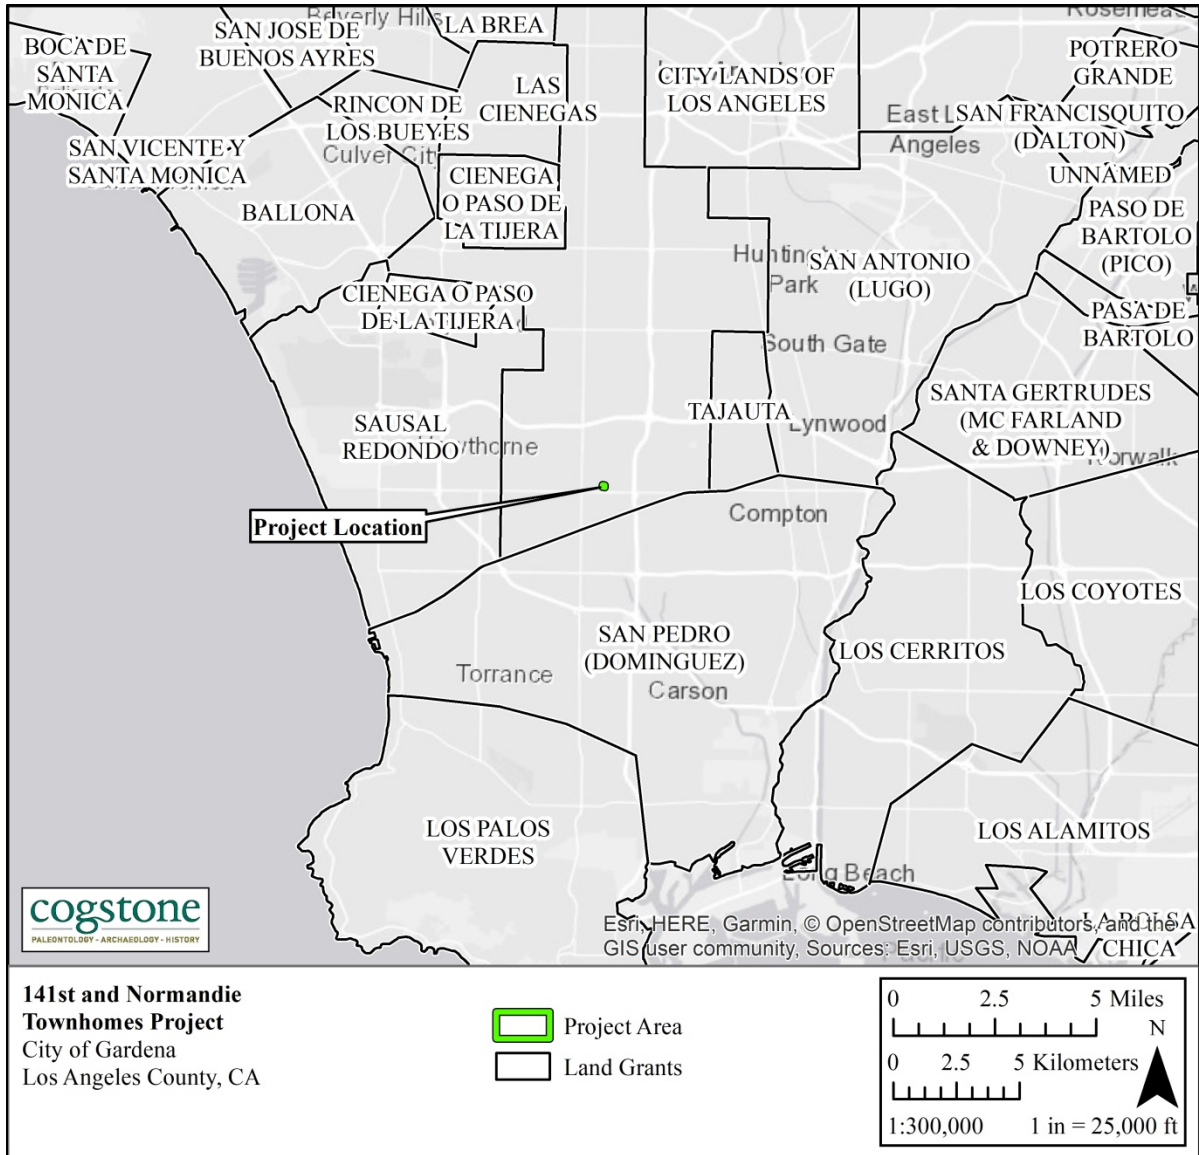 Beverly Hills
Rosemead
LA BREA
SAN JOSE DE
BUENOS AYRES
BOCA DE
SANTA
MONICA
POTRERO
GRANDE
CITY LANDS OF
LOS ANGELES
LAS
CIENEGAS
RINCON DE
LOS BUEYES
Culver City
East L
Angeles
SAN FRANCISQUITO
(DALTON)
SAN VICENTE Y
SANTA MONICA
UNNAMED
CIENEGA
O PASO DE
LA TIJERA
BALLONA
PASO DE
BARTOLO
(PICO)
Huntington
Park
SAN ANTONIO
(LUGO)
CIENEGA O PASO
DE LA TIJERA
PASA DE
BARTOLO
South Gate
SANTA GERTRUDES
(MC FARLAND
& DOWNEY)
Norwalk
TAJAUTA
Lynwood
SAUSAL
REDONDO
Hawthorne
Project Location
Compton
LOS COYOTES
SAN PEDRO
(DOMINGUEZ)
LOS CERRITOS
Torrance
Carson
LOS PALOS
VERDES
LOS ALAMITOS
Long Beach
LA BOLSA
CHICA
cogstone
PALEONTOLOGY - ARCHAEOLOGY - HISTORY
Esri, HERE, Garmin, © OpenStreetMap contributors, and the
GIS user community, Sources: Esri, USGS, NOAA
141st and Normandie
Townhomes Project
City of Gardena
Los Angeles County, CA
Project Area
Land Grants
0 2.5 5 Miles
N
0 2.5 5 Kilometers
1:300,000 1 in = 25,000 ft